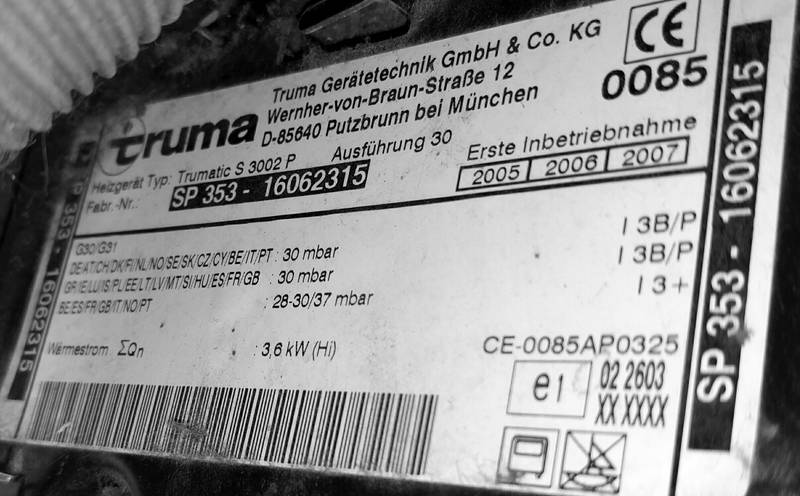 Truma Gerätetechnik GmbH & Co. KG
Wernher-von-Braun-Straße 12
D-85640 Putzbrunn bei München
CE
0085
truma
Heizgerät Typ: Trumatic S 3002 P Ausführung 30
Fabr.-Nr.: SP 353 - 16062315
Erste Inbetriebnahme
2005 2006 2007
G30/G31
DE/AT/CH/DK/FI/NL/NO/SE/SK/CZ/CY/BE/IT/PT : 30 mbar I 3B/P
GR/IE/LU/IS/PL/EE/LT/LV/MT/SI/HU/ES/FR/GB : 30 mbar I 3B/P
BE/ES/FR/GB/IT/NO/PT : 28-30/37 mbar I 3+
Wärmestrom ΣQn : 3,6 kW (Hi)
CE-0085AP0325
e1
02 2603
XX XXXX
SP 353 - 16062315
P 353 - 16062315